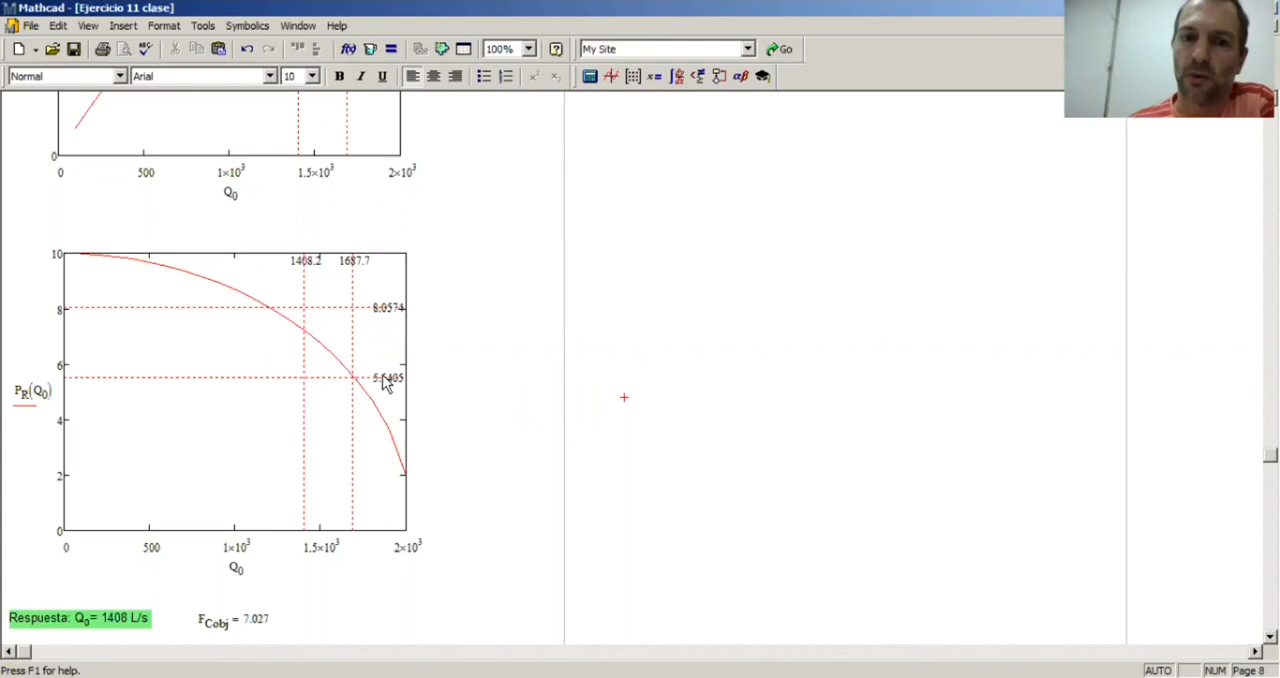 Mathcad - [Ejercicio 11 clase]
File Edit View Insert Format Tools Symbolics Window Help
100% My Site Go
Normal Arial 10 B I U
0
0 500 1×10³ 1.5×10³ 2×10³
Q₀
10
1408.2 1687.7
8 8.0574
6
P_R(Q₀)
4
2
0
0 500 1×10³ 1.5×10³ 2×10³
Q₀
Respuesta: Q₀= 1408 L/s F_Cobj = 7.027
Press F1 for help. AUTO NUM Page 8